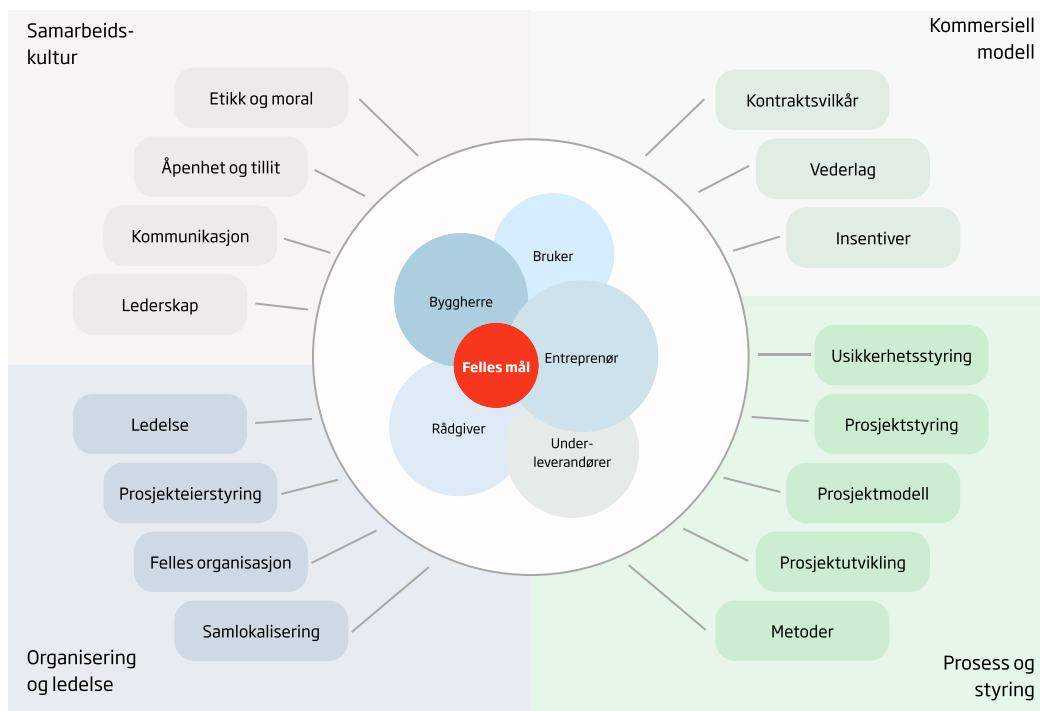 Samarbeids-
kultur
Etikk og moral
Åpenhet og tillit
Kommunikasjon
Lederskap
Kommersiell
modell
Kontraktsvilkår
Vederlag
Insentiver
Bruker
Byggherre
Entreprenør
Felles mål
Rådgiver
Under-
leverandører
Ledelse
Prosjekteierstyring
Felles organisasjon
Samlokalisering
Organisering
og ledelse
Usikkerhetsstyring
Prosjektstyring
Prosjektmodell
Prosjektutvikling
Metoder
Prosess og
styring